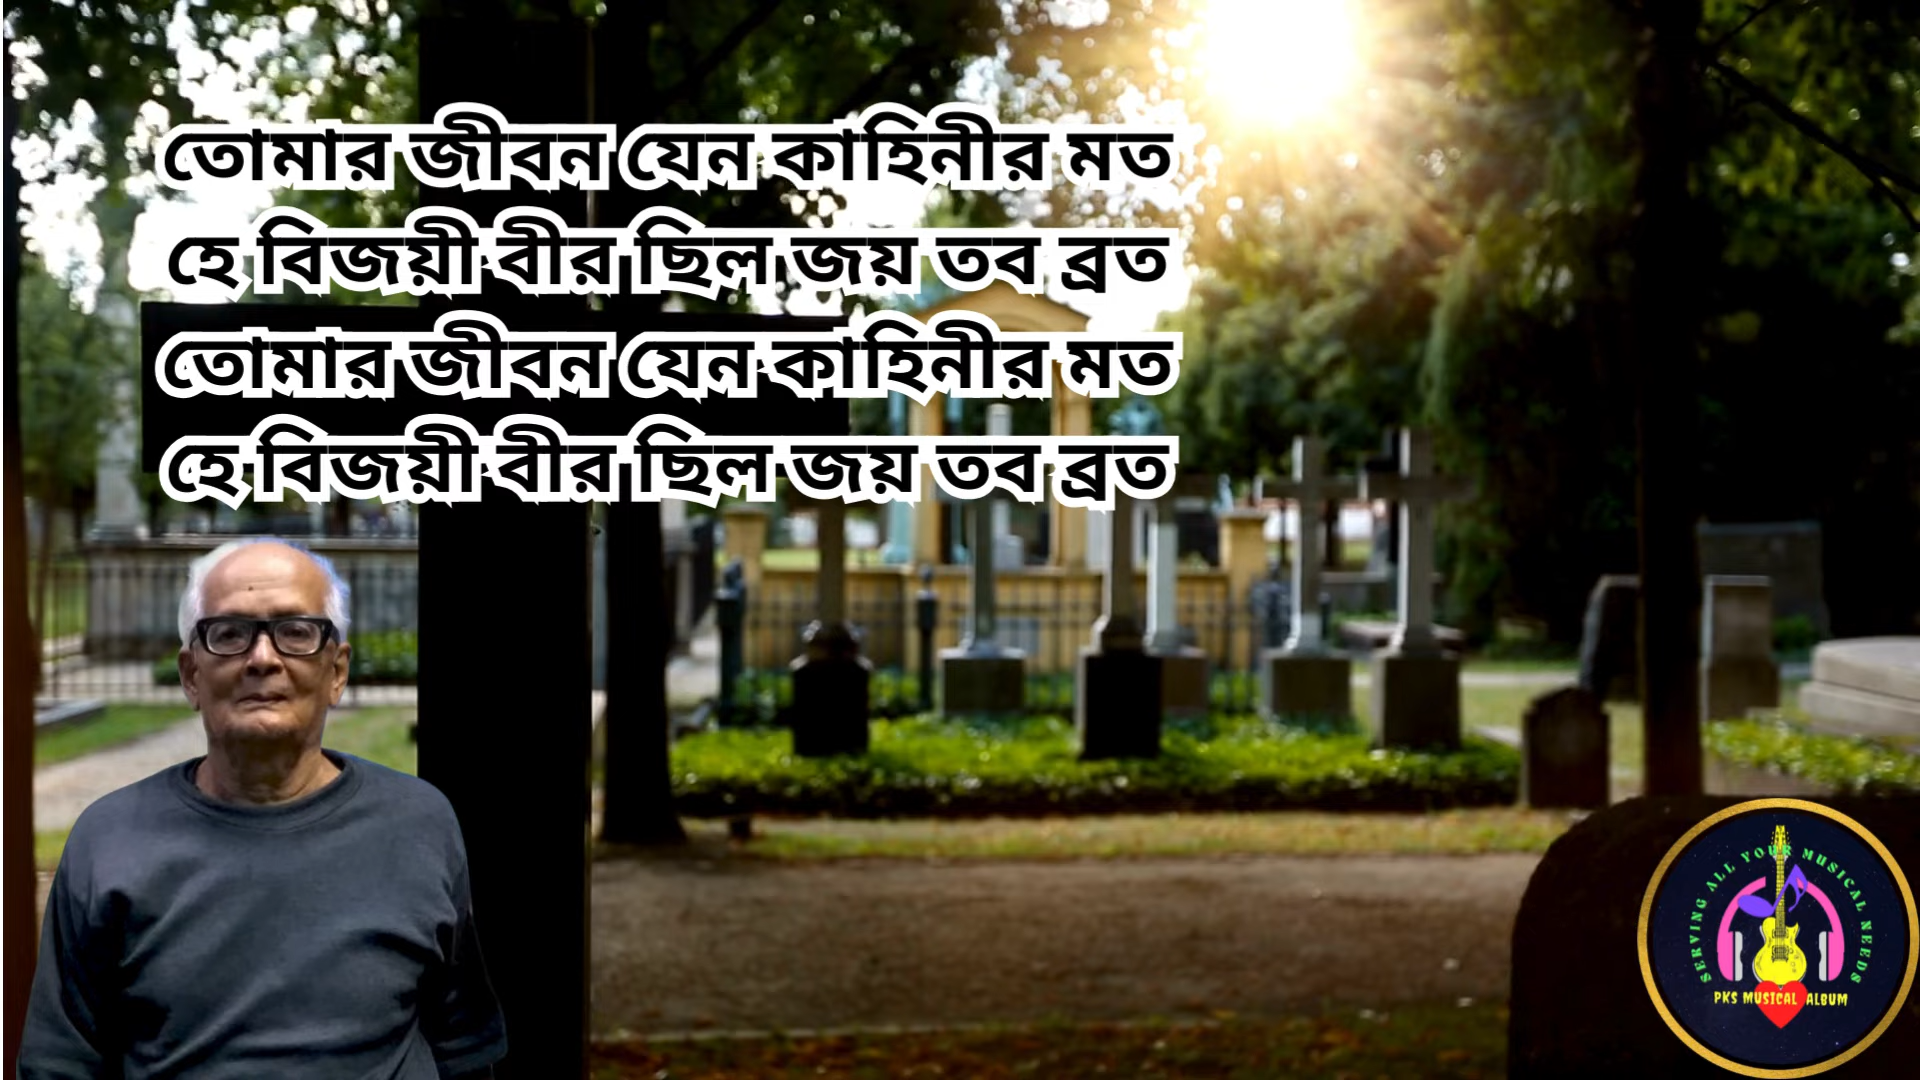 তোমার জীবন যেন কাহিনীর মত
হে বিজয়ী বীর ছিল জয় তব ব্রত
তোমার জীবন যেন কাহিনীর মত
হে বিজয়ী বীর ছিল জয় তব ব্রত
SERVING ALL YOUR MUSICAL NEEDS
PKS MUSICAL ALBUM